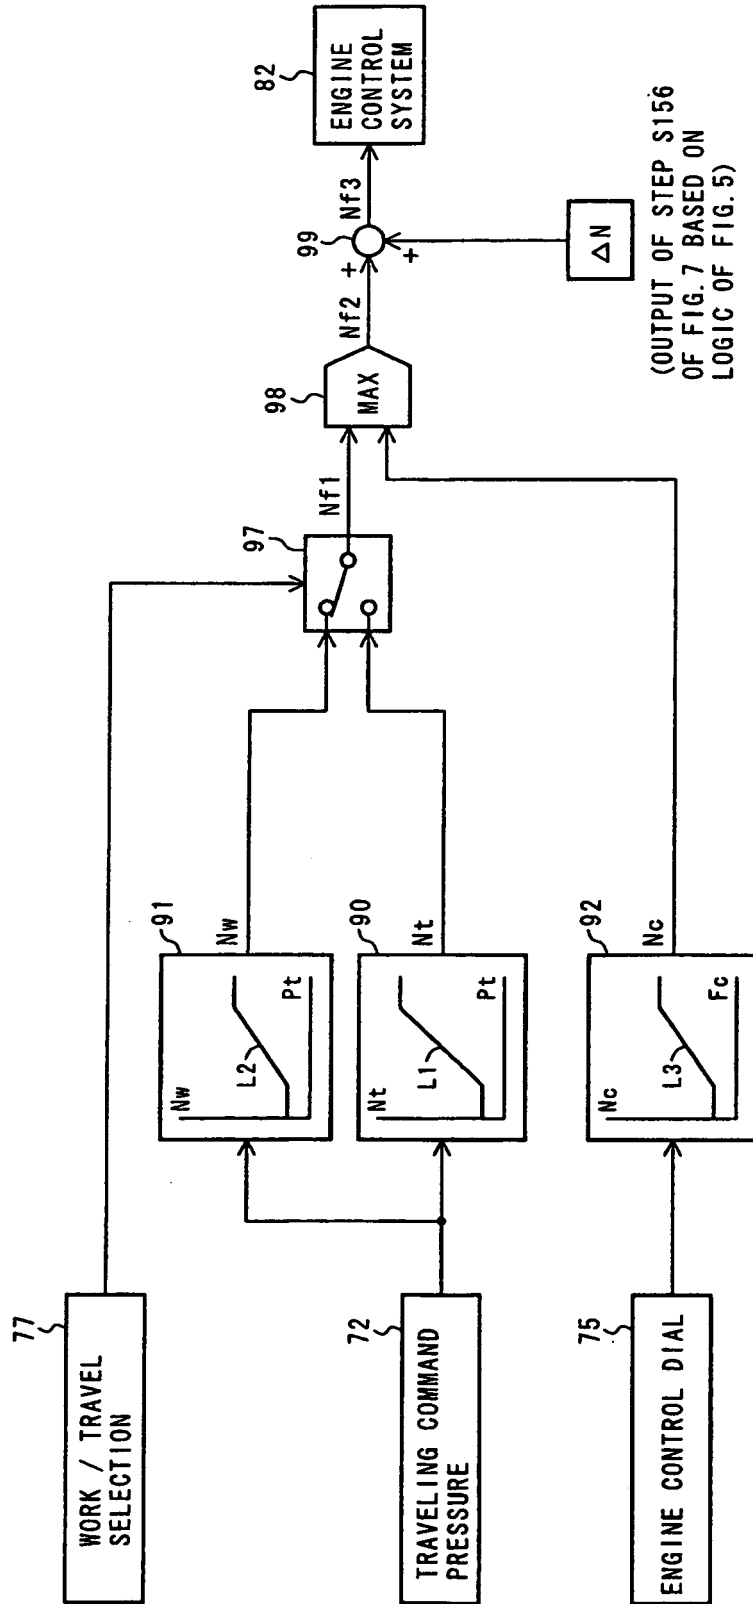 77
WORK / TRAVEL
SELECTION
72
TRAVELING COMMAND
PRESSURE
75
ENGINE CONTROL DIAL
91
Nw
L2
Pt
Nw
90
Nt
L1
Pt
Nt
92
Nc
L3
Fc
Nc
97
Nf1
98
MAX
Nf2
99
+
+
Nf3
82
ENGINE
CONTROL
SYSTEM
ΔN
(OUTPUT OF STEP S156
OF FIG.7 BASED ON
LOGIC OF FIG.5)